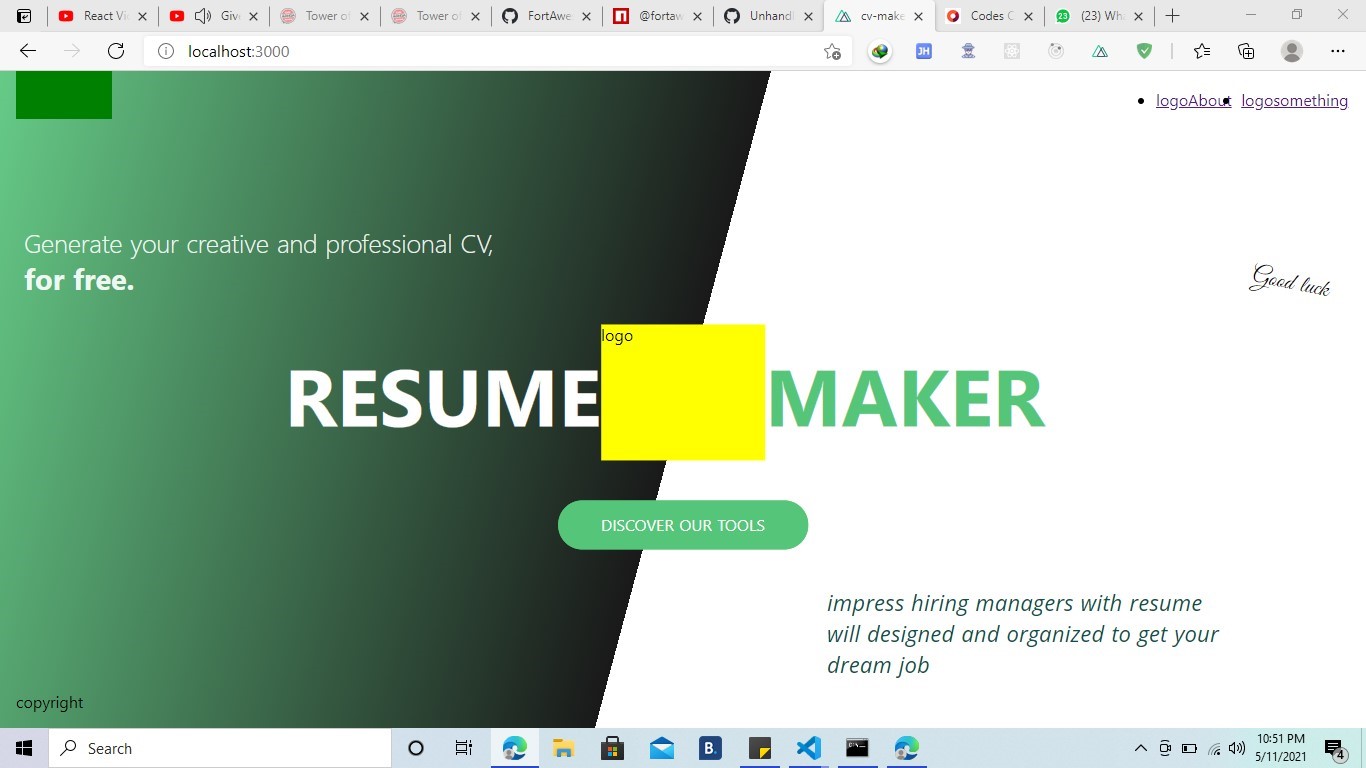 React Vi
Give
Tower of
Tower of
FortAwe
@fortaw
Unhandl
cv-make
Codes C
(23) Wha
localhost:3000
JH
logoAbout
logosomething
Generate your creative and professional CV,
for free.
Good luck
logo
RESUME
MAKER
DISCOVER OUR TOOLS
impress hiring managers with resume
will designed and organized to get your
dream job
copyright
Search
B.
10:51 PM
5/11/2021
4